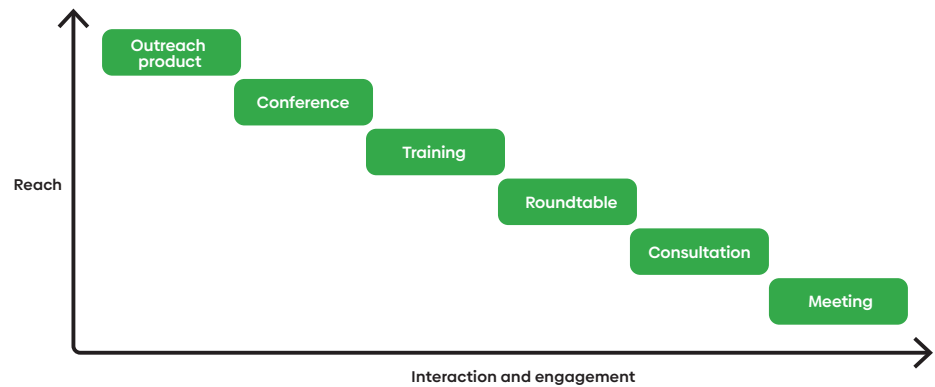 Outreach
product
Conference
Training
Reach
Roundtable
Consultation
Meeting
Interaction and engagement